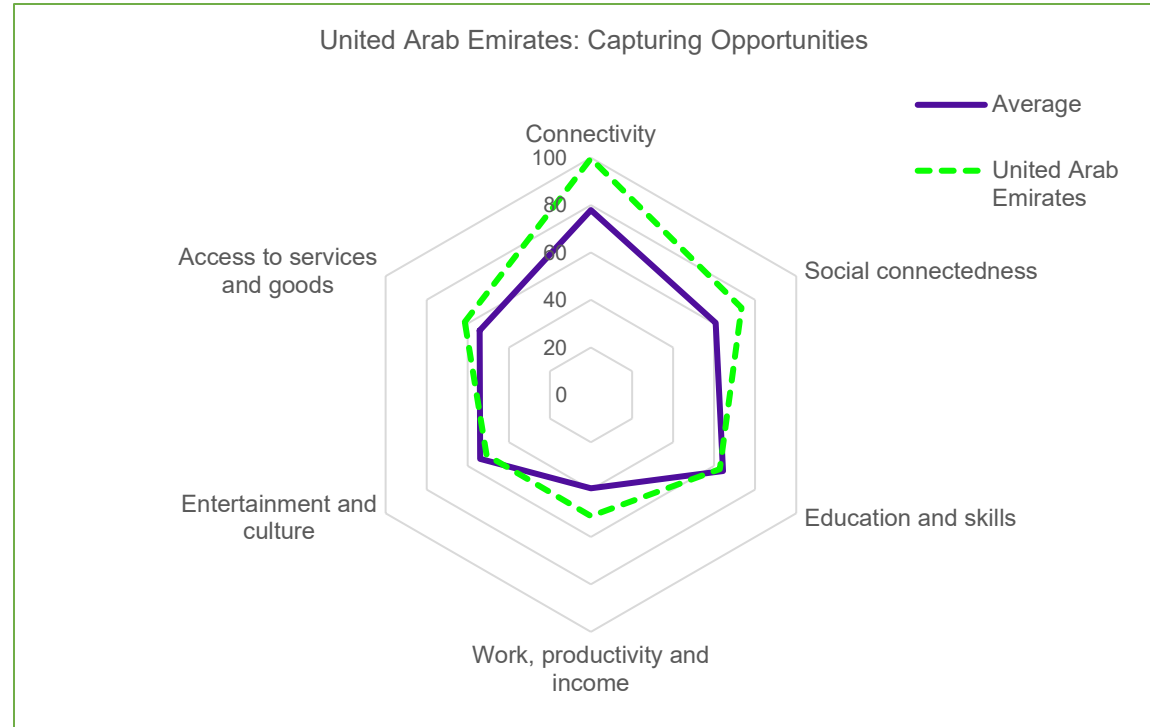 United Arab Emirates: Capturing Opportunities
Average
United Arab
Emirates
Connectivity
100
80
60
40
20
0
Social connectedness
Education and skills
Work, productivity and
income
Entertainment and
culture
Access to services
and goods